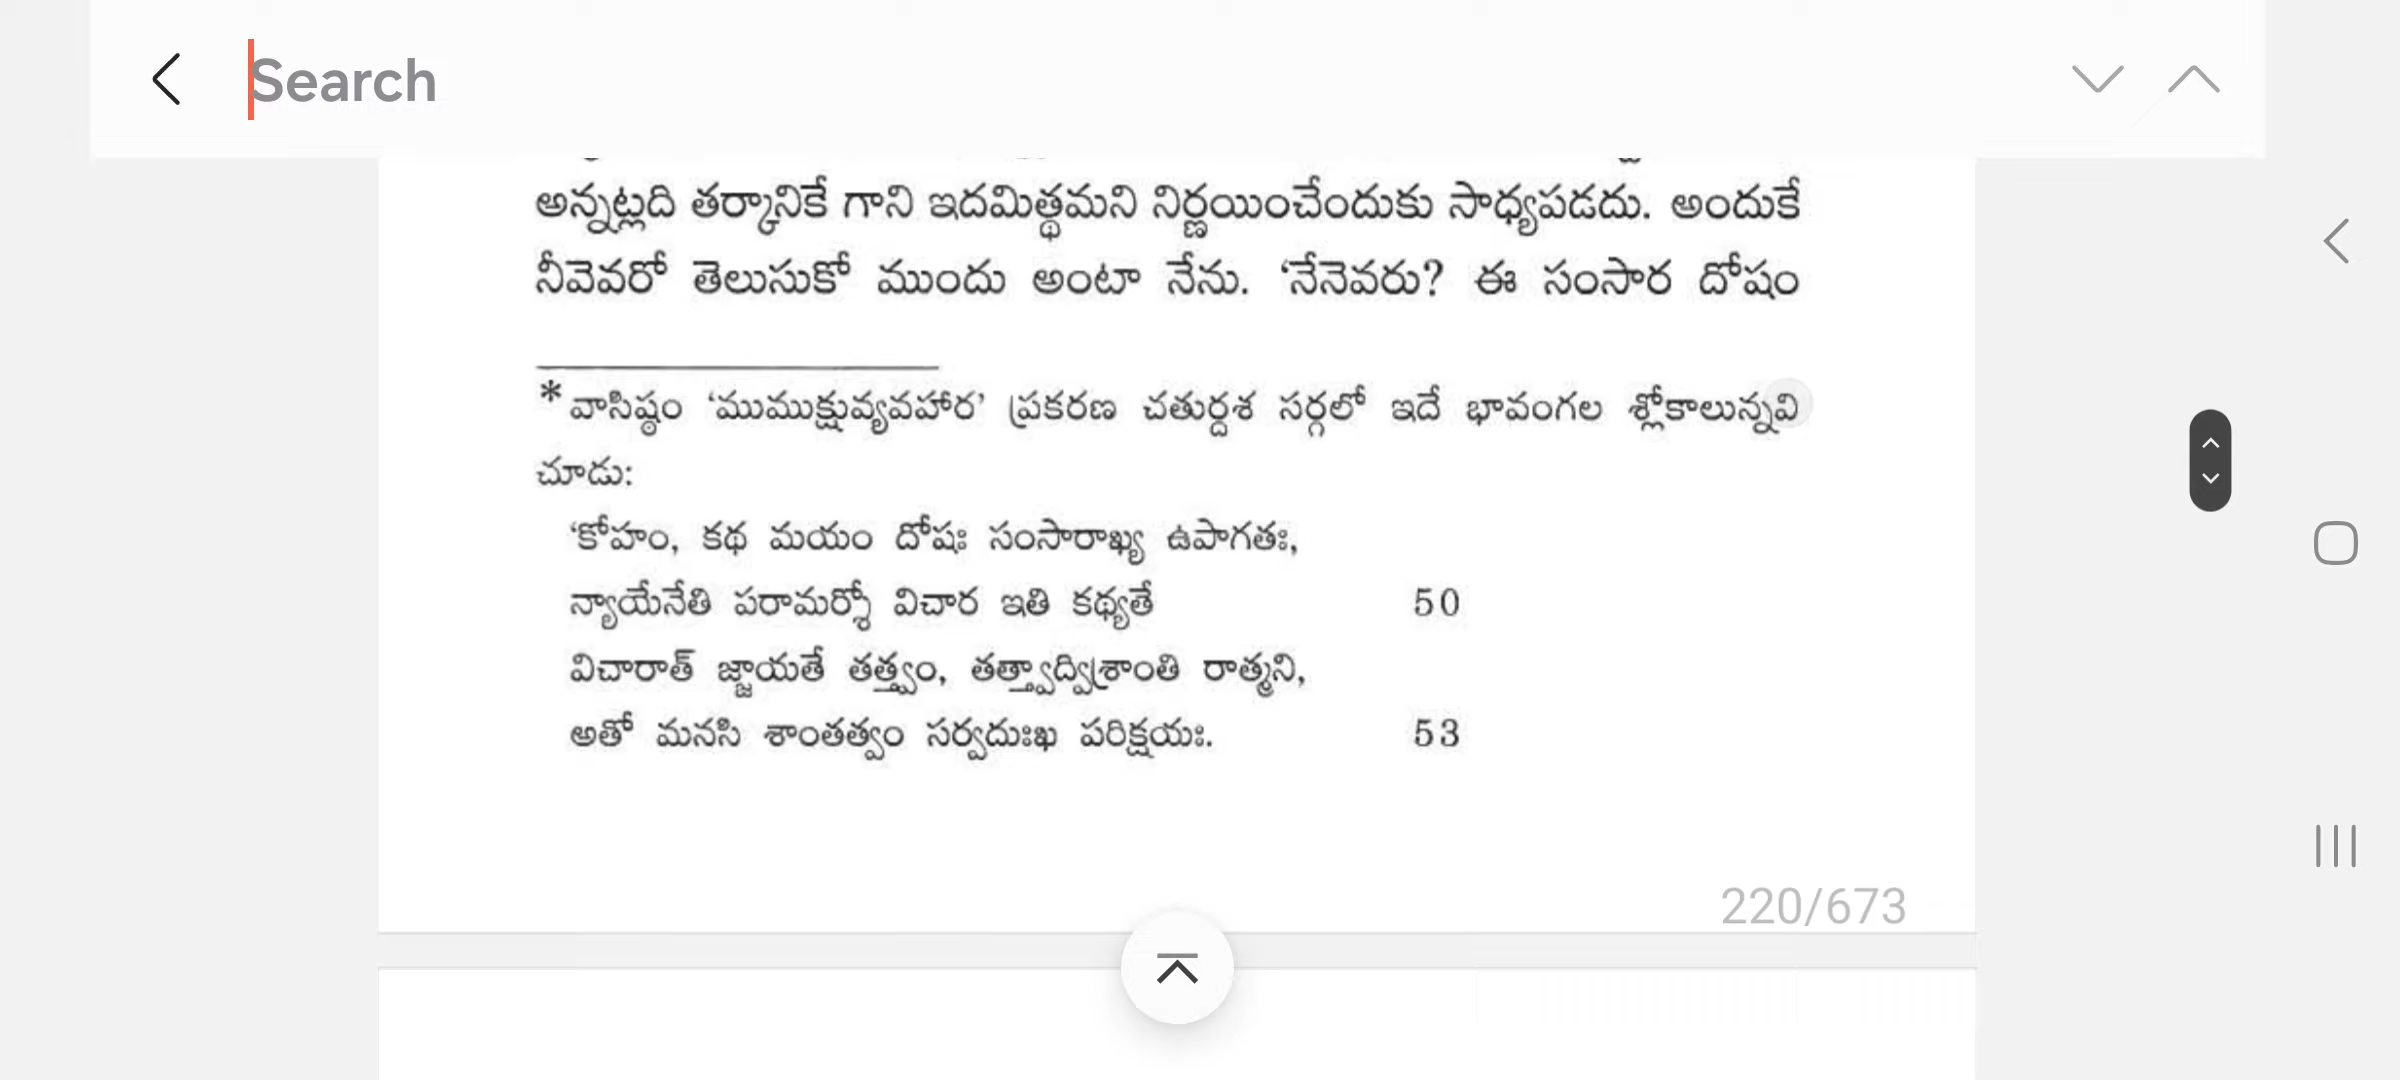 Search
అన్నట్లది తర్కానికే గాని ఇదమిత్థమని నిర్ణయించేందుకు సాధ్యపడదు. అందుకే
నీవెవరో తెలుసుకో ముందు అంటా నేను. ‘నేనెవరు? ఈ సంసార దోషం
*వాసిష్ఠం ‘ముముక్షువ్యవహార’ ప్రకరణ చతుర్దశ సర్గలో ఇదే భావంగల శ్లోకాలున్నవి
చూడు:
‘కోహం, కథ మయం దోషః సంసారాఖ్య ఉపాగతః,
న్యాయేనేతి పరామర్శో విచార ఇతి కథ్యతే 50
విచారాత్ జ్ఞాయతే తత్త్వం, తత్త్వాద్విశ్రాంతి రాత్మని,
అతో మనసి శాంతత్వం సర్వదుఃఖ పరిక్షయః. 53
220/673